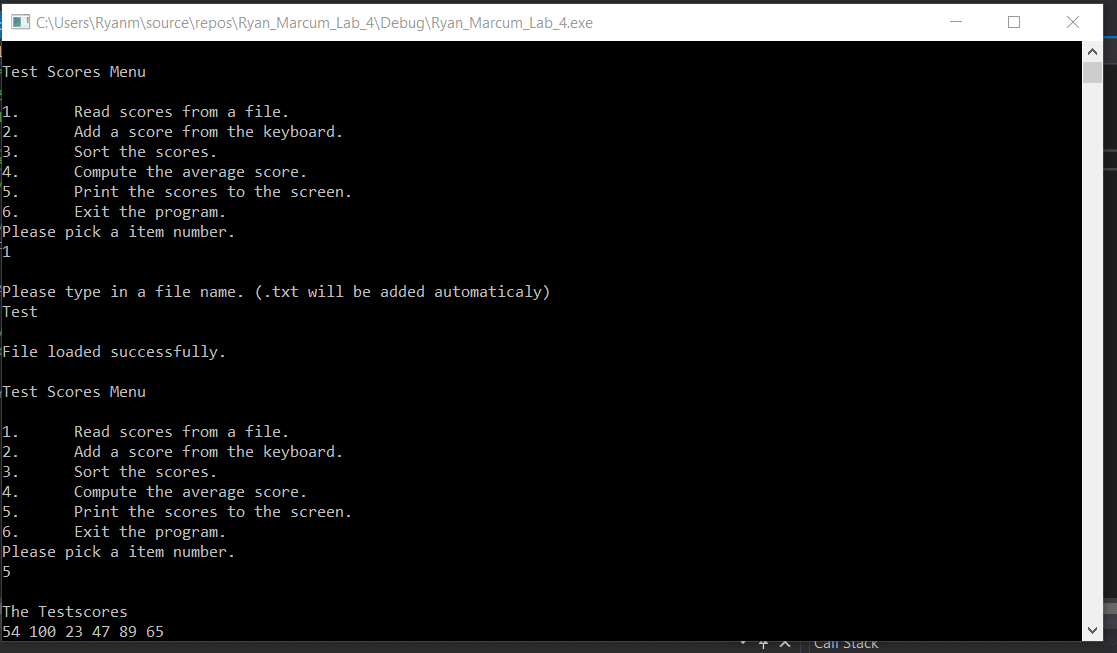 C:\Users\Ryanm\source\repos\Ryan_Marcum_Lab_4\Debug\Ryan_Marcum_Lab_4.exe
Test Scores Menu
1. Read scores from a file.
2. Add a score from the keyboard.
3. Sort the scores.
4. Compute the average score.
5. Print the scores to the screen.
6. Exit the program.
Please pick a item number.
1
Please type in a file name. (.txt will be added automaticaly)
Test
File loaded successfully.
Test Scores Menu
1. Read scores from a file.
2. Add a score from the keyboard.
3. Sort the scores.
4. Compute the average score.
5. Print the scores to the screen.
6. Exit the program.
Please pick a item number.
5
The Testscores
54 100 23 47 89 65
Call Stack